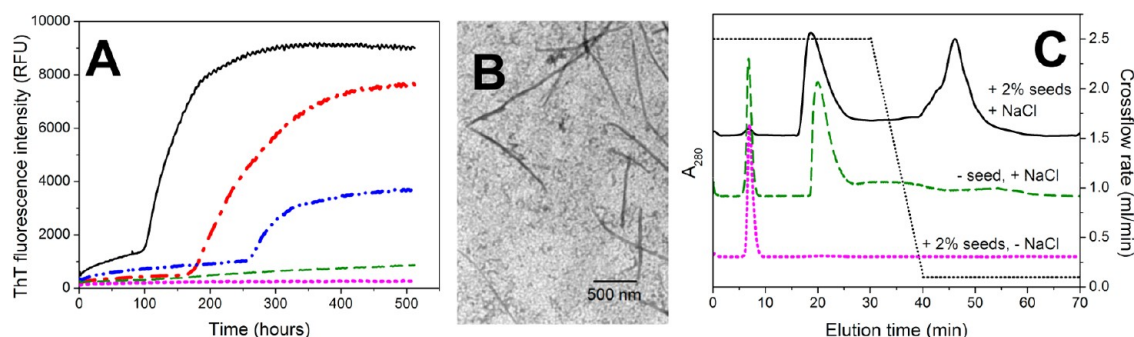 A
ThT fluorescence intensity (RFU)
10000
8000
6000
4000
2000
0
0 100 200 300 400 500
Time (hours)
B
500 nm
C
A280
+ 2% seeds
+ NaCl
- seed, + NaCl
+ 2% seeds, - NaCl
2.5
2.0
1.5
1.0
0.5
0.0
Crossflow rate (ml/min)
0 10 20 30 40 50 60 70
Elution time (min)